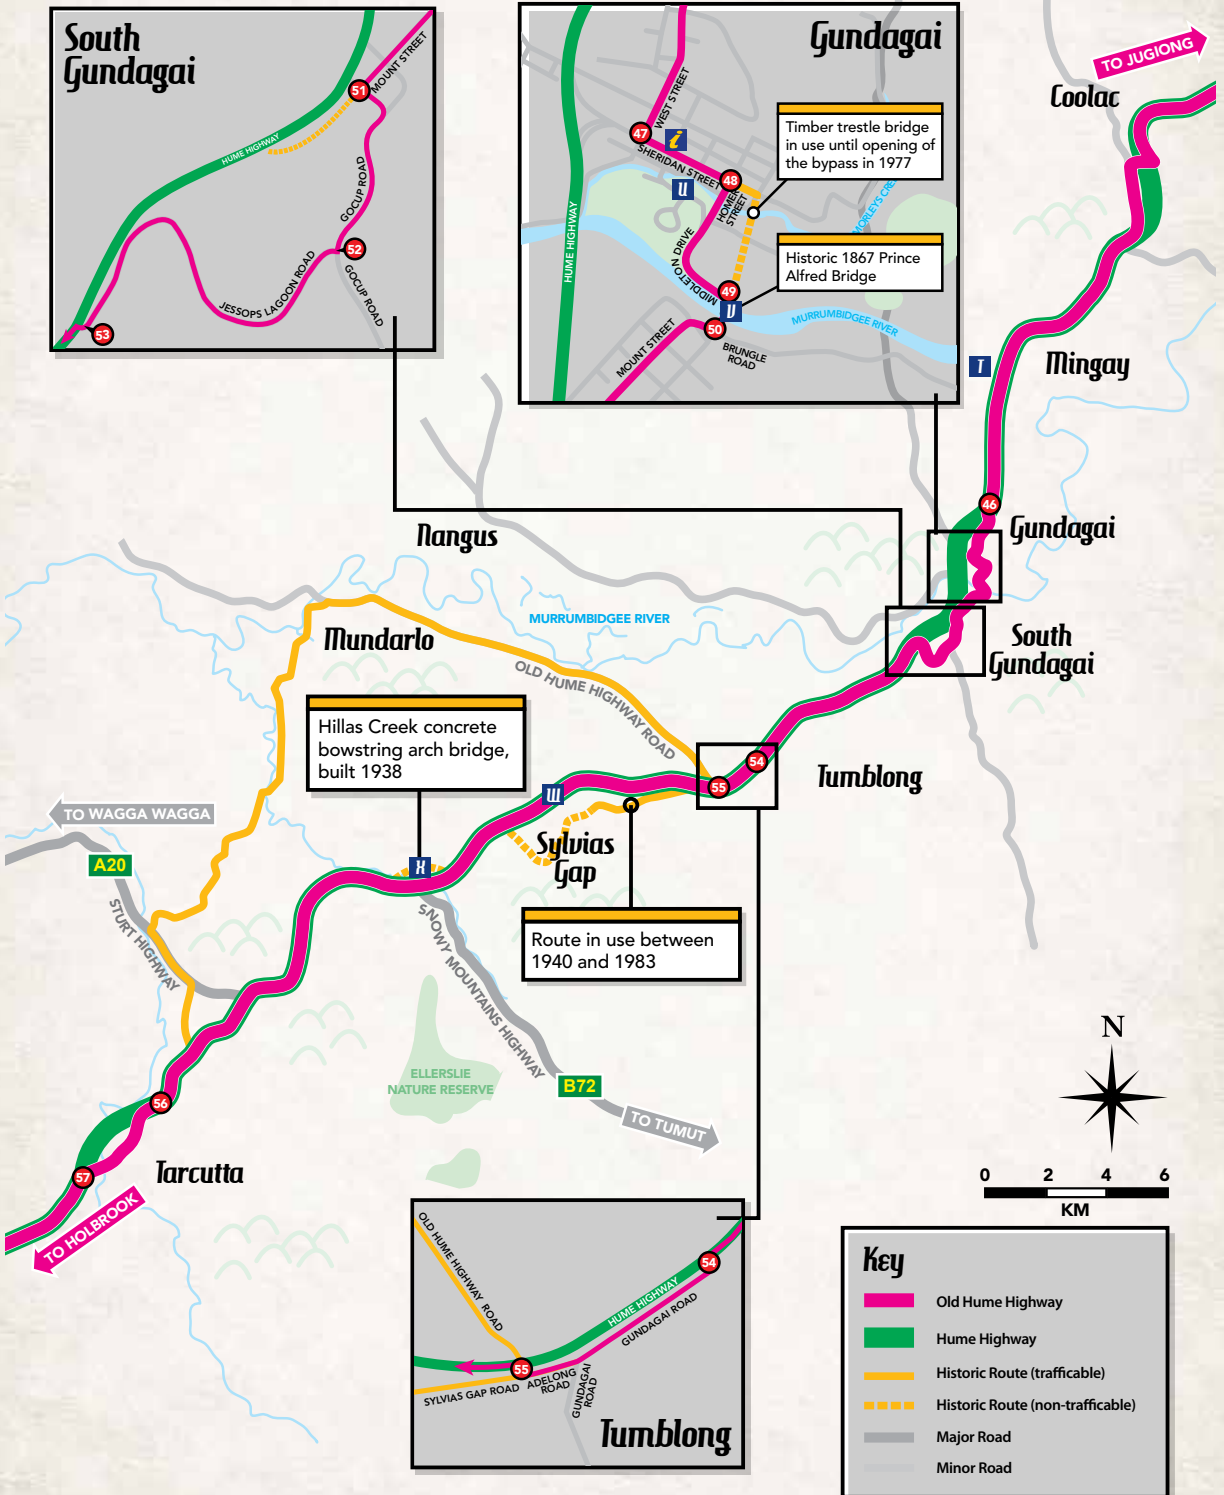 South
Gundagai
51
MOUNT STREET
HUME HIGHWAY
GOCUP ROAD
52
JESSOPS LAGOON ROAD
GOCUP ROAD
53
Gundagai
WEST STREET
47
i
SHERIDAN STREET
48
U
HOMER
STREET
Timber trestle bridge
in use until opening of
the bypass in 1977
MORLEYS CREEK
HUME HIGHWAY
MIDDLETON DRIVE
Historic 1867 Prince
Alfred Bridge
49
V
50
MOUNT STREET
BRUNGLE
ROAD
MURRUMBIDGEE RIVER
TO JUGIONG
Coolac
T
Mingay
46
Gundagai
Nangus
MURRUMBIDGEE RIVER
Mundarlo
South
Gundagai
OLD HUME HIGHWAY ROAD
Hillas Creek concrete
bowstring arch bridge,
built 1938
54
55
Tumblong
W
TO WAGGA WAGGA
Sylvias
Gap
A20
X
STURT HIGHWAY
SNOWY MOUNTAINS HIGHWAY
Route in use between
1940 and 1983
ELLERSLIE
NATURE RESERVE
B72
TO TUMUT
N
56
57
Tarcutta
TO HOLBROOK
0 2 4 6
KM
OLD HUME HIGHWAY ROAD
54
HUME HIGHWAY
GUNDAGAI ROAD
55
SYLVIAS GAP ROAD
ADELONG
ROAD
GUNDAGAI
ROAD
Tumblong
Key
Old Hume Highway
Hume Highway
Historic Route (trafficable)
Historic Route (non-trafficable)
Major Road
Minor Road